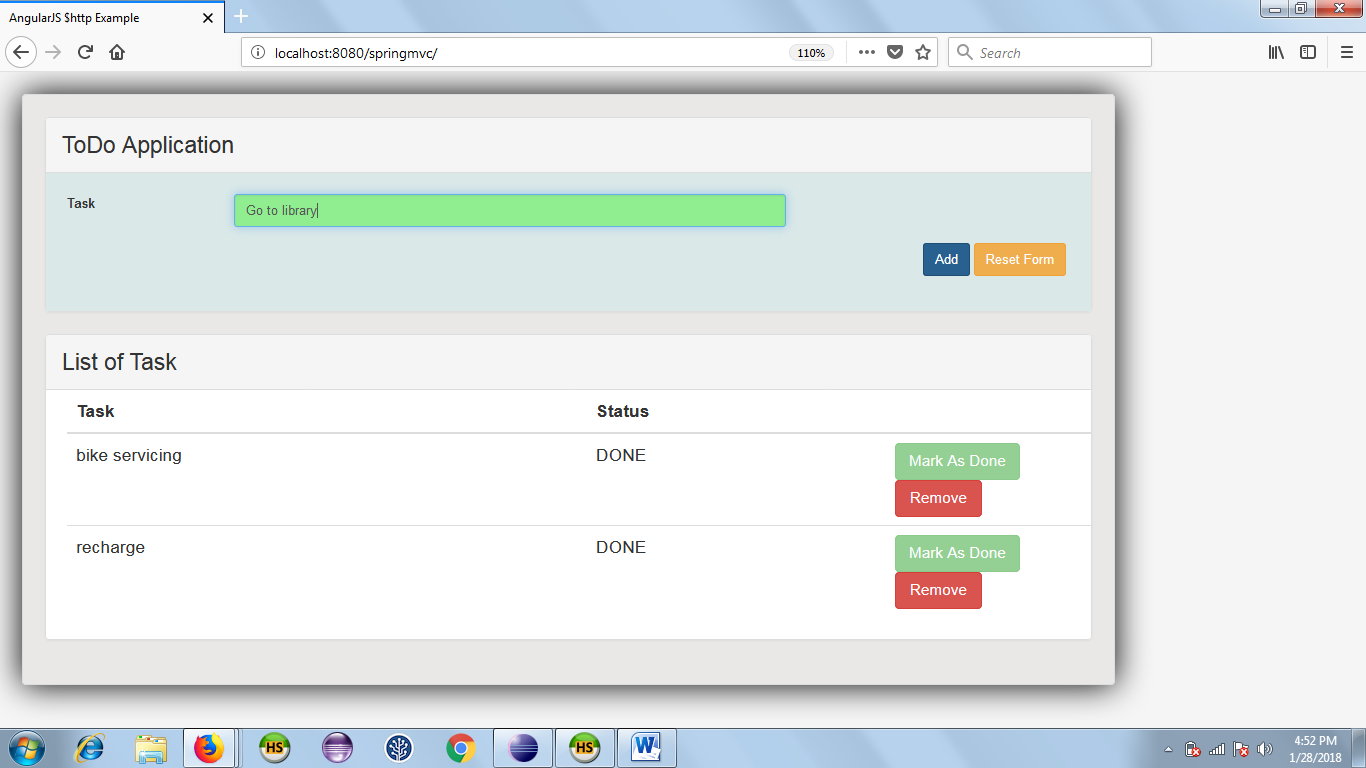 AngularJS $http Example
localhost:8080/springmvc/
110%
Search
ToDo Application
Task
Go to library
Add
Reset Form
List of Task
Task Status
bike servicing DONE Mark As Done
Remove
recharge DONE Mark As Done
Remove
HS
HS
W
4:52 PM
1/28/2018